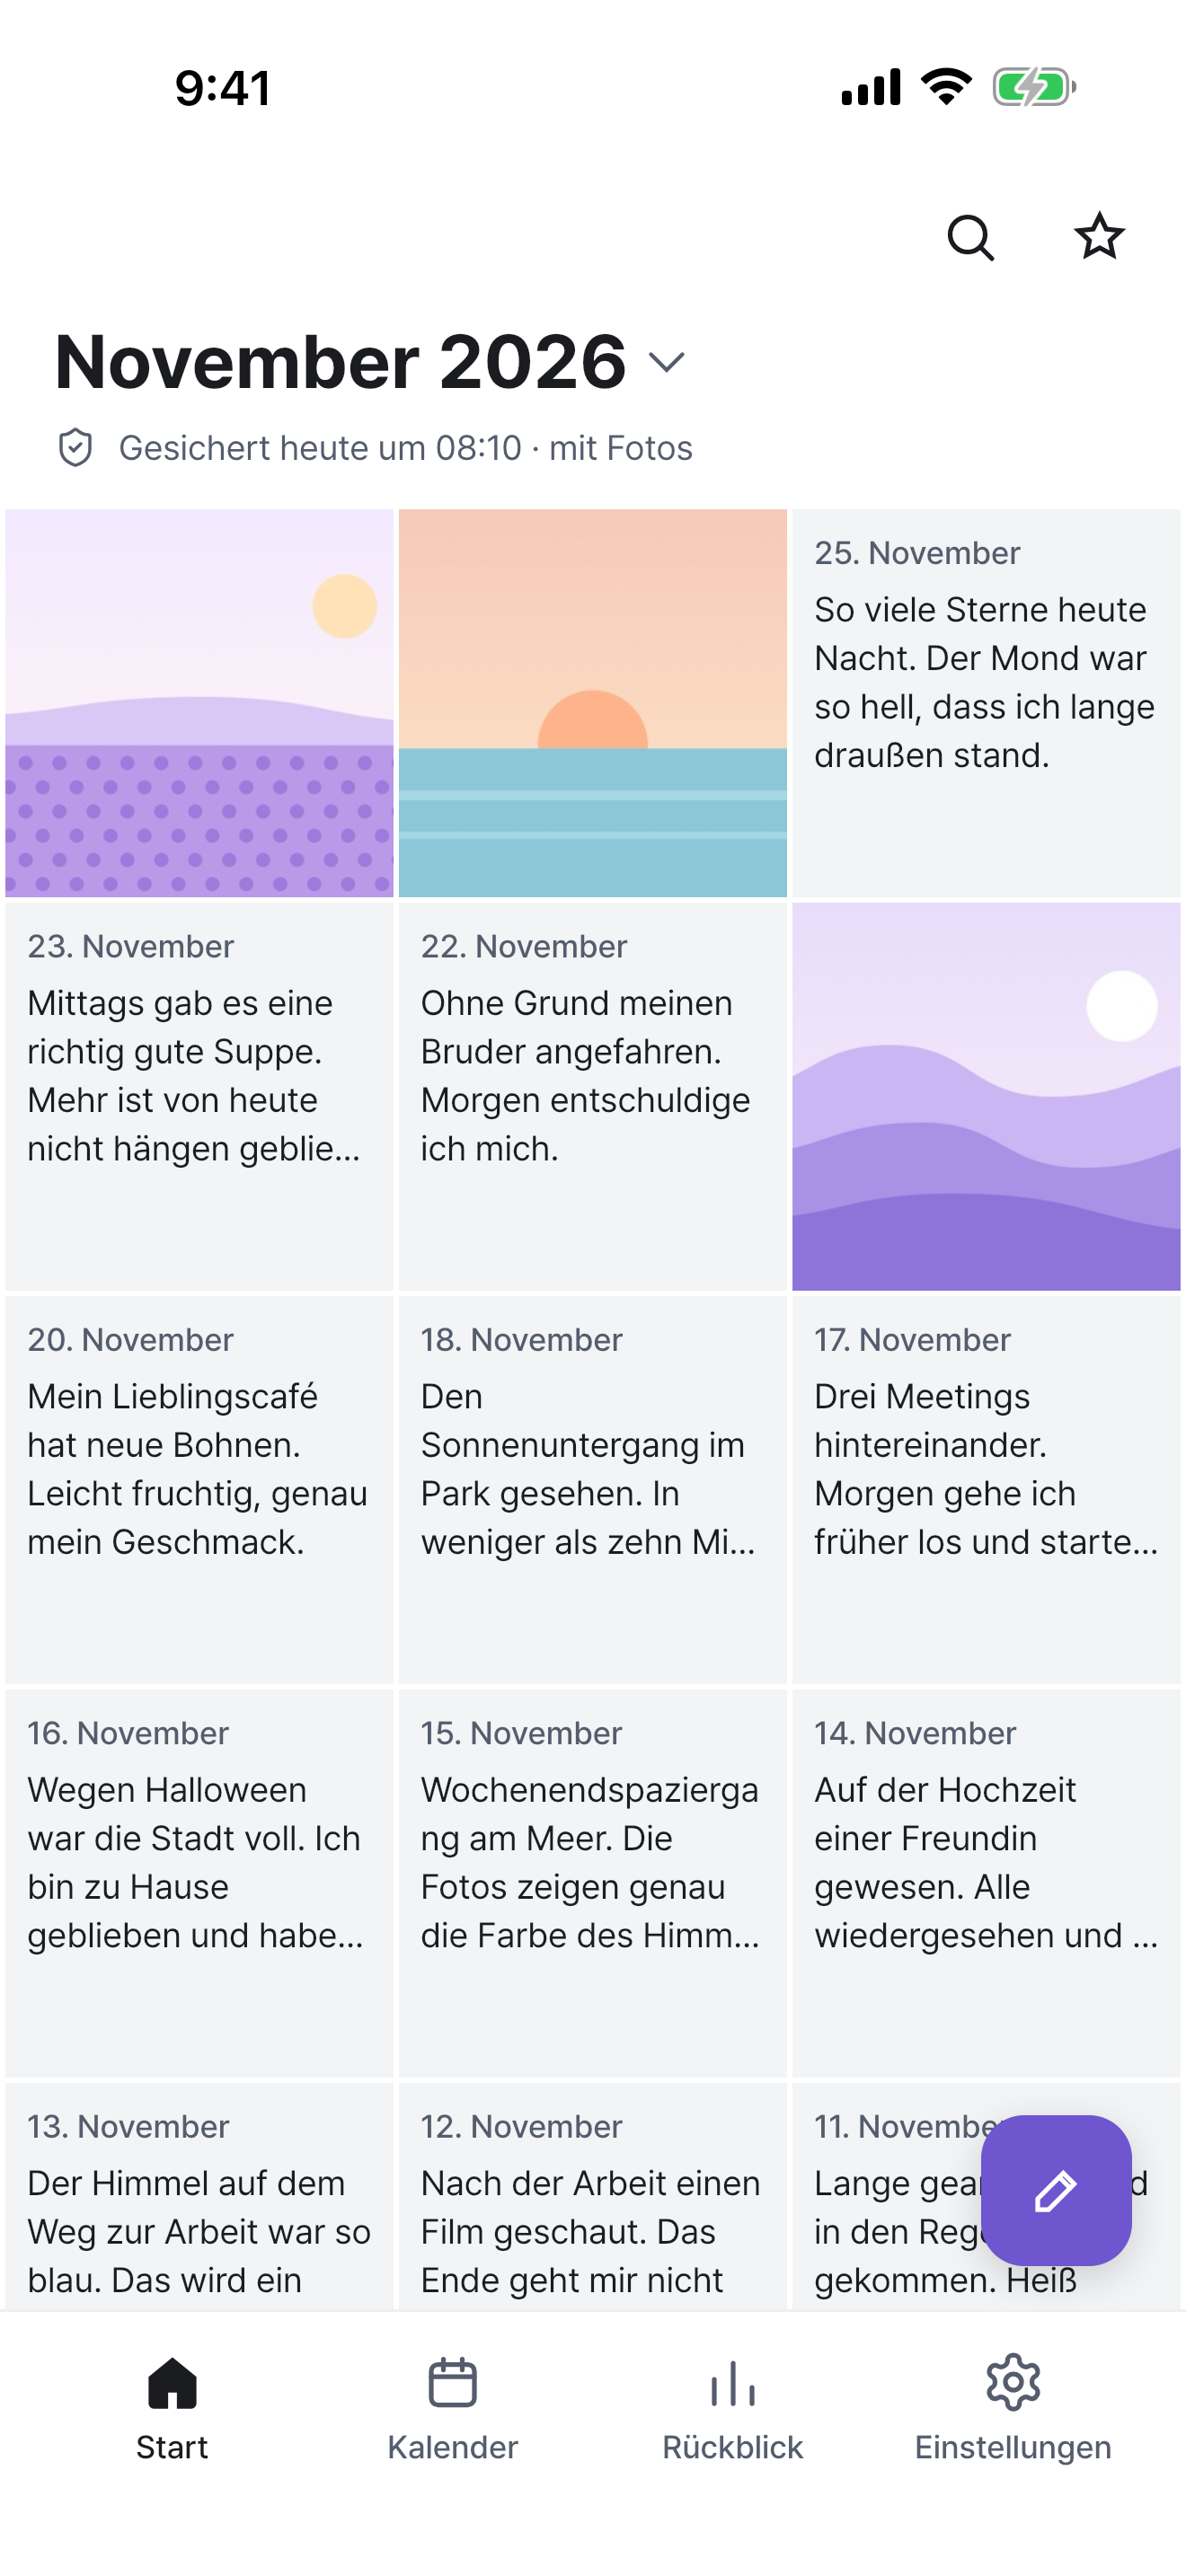 9:41
November 2026
Gesichert heute um 08:10 · mit Fotos
25. November
So viele Sterne heute
Nacht. Der Mond war
so hell, dass ich lange
draußen stand.
23. November
Mittags gab es eine
richtig gute Suppe.
Mehr ist von heute
nicht hängen geblie...
22. November
Ohne Grund meinen
Bruder angefahren.
Morgen entschuldige
ich mich.
20. November
Mein Lieblingscafé
hat neue Bohnen.
Leicht fruchtig, genau
mein Geschmack.
18. November
Den
Sonnenuntergang im
Park gesehen. In
weniger als zehn Mi...
17. November
Drei Meetings
hintereinander.
Morgen gehe ich
früher los und starte...
16. November
Wegen Halloween
war die Stadt voll. Ich
bin zu Hause
geblieben und habe...
15. November
Wochenendspazierga
ng am Meer. Die
Fotos zeigen genau
die Farbe des Himm...
14. November
Auf der Hochzeit
einer Freundin
gewesen. Alle
wiedergesehen und ...
13. November
Der Himmel auf dem
Weg zur Arbeit war so
blau. Das wird ein
12. November
Nach der Arbeit einen
Film geschaut. Das
Ende geht mir nicht
11. November
Lange
in den
gekommen. Heiß
Start
Kalender
Rückblick
Einstellungen